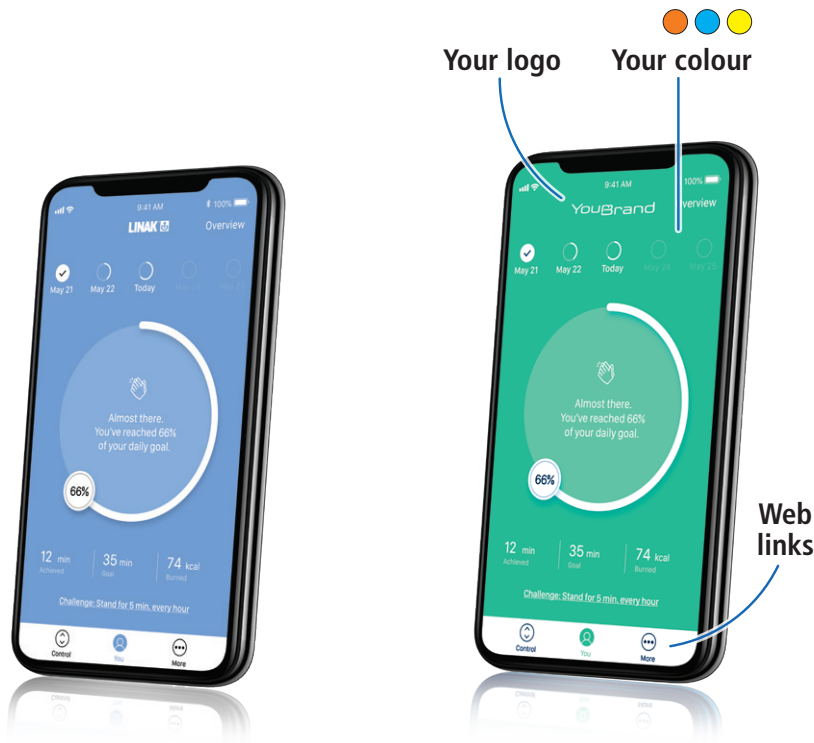 Your logo
Your colour
9:41 AM
100%
LINAK
Overview
May 21
May 22
Today
Almost there.
You've reached 66%
of your daily goal.
66%
12 min
Achieved
35 min
Goal
74 kcal
Burned
Challenge: Stand for 5 min. every hour
Control
You
More
9:41 AM
100%
YouBrand
verview
May 21
May 22
Today
May 24
May 25
Almost there.
You've reached 66%
of your daily goal.
66%
12 min
Achieved
35 min
Goal
74 kcal
Burned
Challenge: Stand for 5 min. every hour
Control
You
More
Web
links